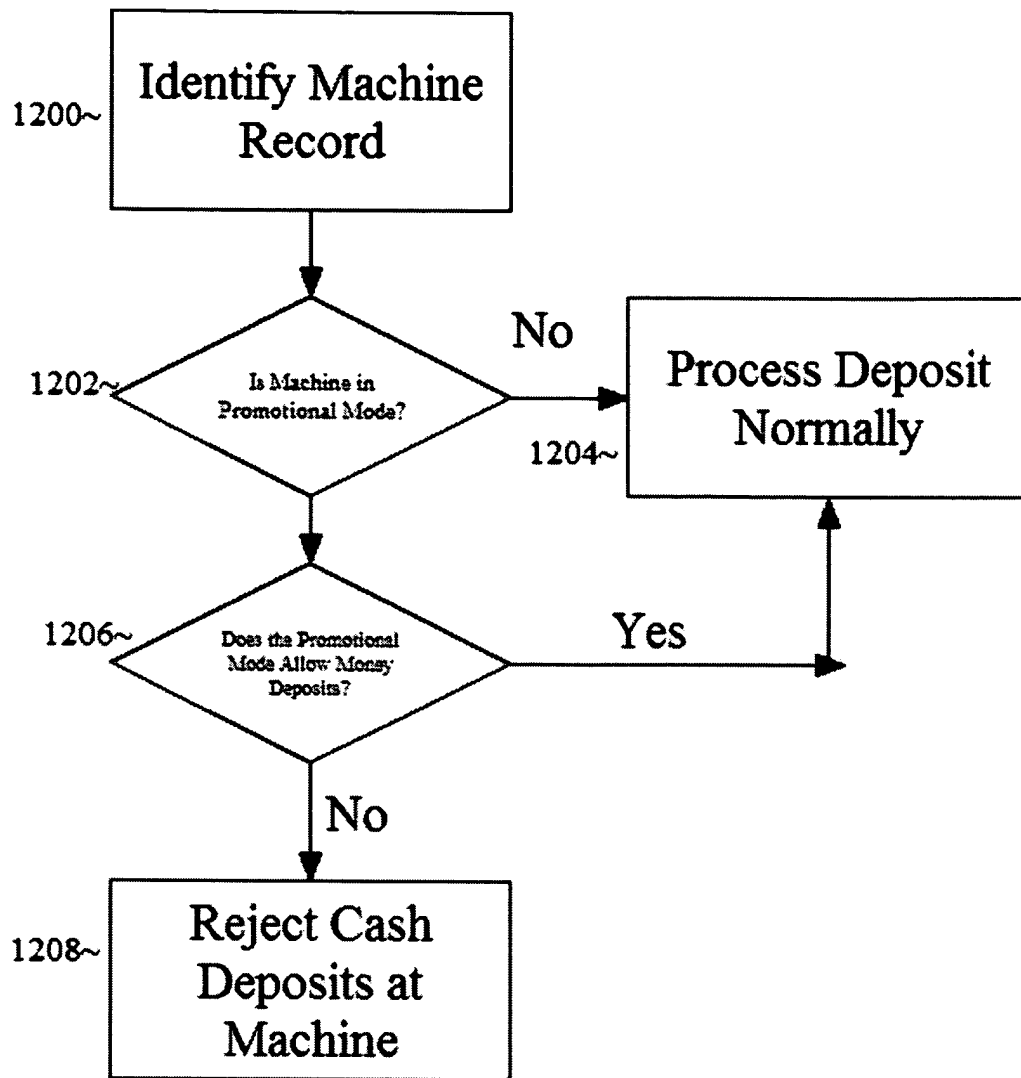 Identify Machine
Record
1200~
Is Machine in
Promotional Mode?
1202~
No
Process Deposit
Normally
1204~
Does the Promotional
Mode Allow Money
Deposits?
1206~
Yes
No
Reject Cash
Deposits at
Machine
1208~